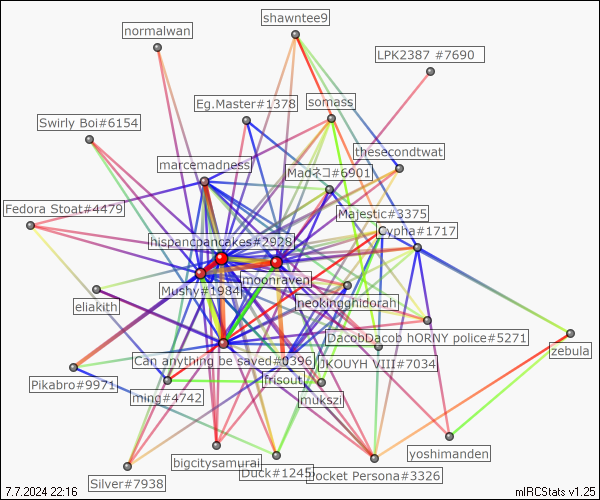 shawntee9
normalwan
LPK2387 #7690
Eg.Master#1378
somass
Swirly Boi#6154
thesecondtwat
marcemadness
Madネコ#6901
Fedora Stoat#4479
Majestic#3375
Cypha#1717
hispancpancakes#2928
moonraven
Mushy#1984
neokingghidorah
eliakith
DacobDacob hORNY police#5271
zebula
Can anything be saved#0396
JKOUYH VIII#7034
Pikabro#9971
frisout
ming#4742
mukszi
yoshimanden
bigcitysamurai
Duck#1245
Pocket Persona#3326
Silver#7938
7.7.2024 22:16
mIRCStats v1.25